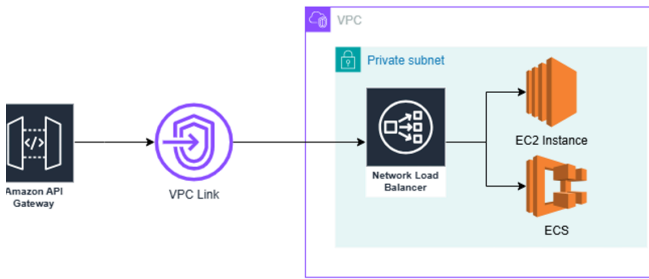 VPC
Private subnet
EC2 Instance
Network Load
Balancer
Amazon API
Gateway
VPC Link
ECS